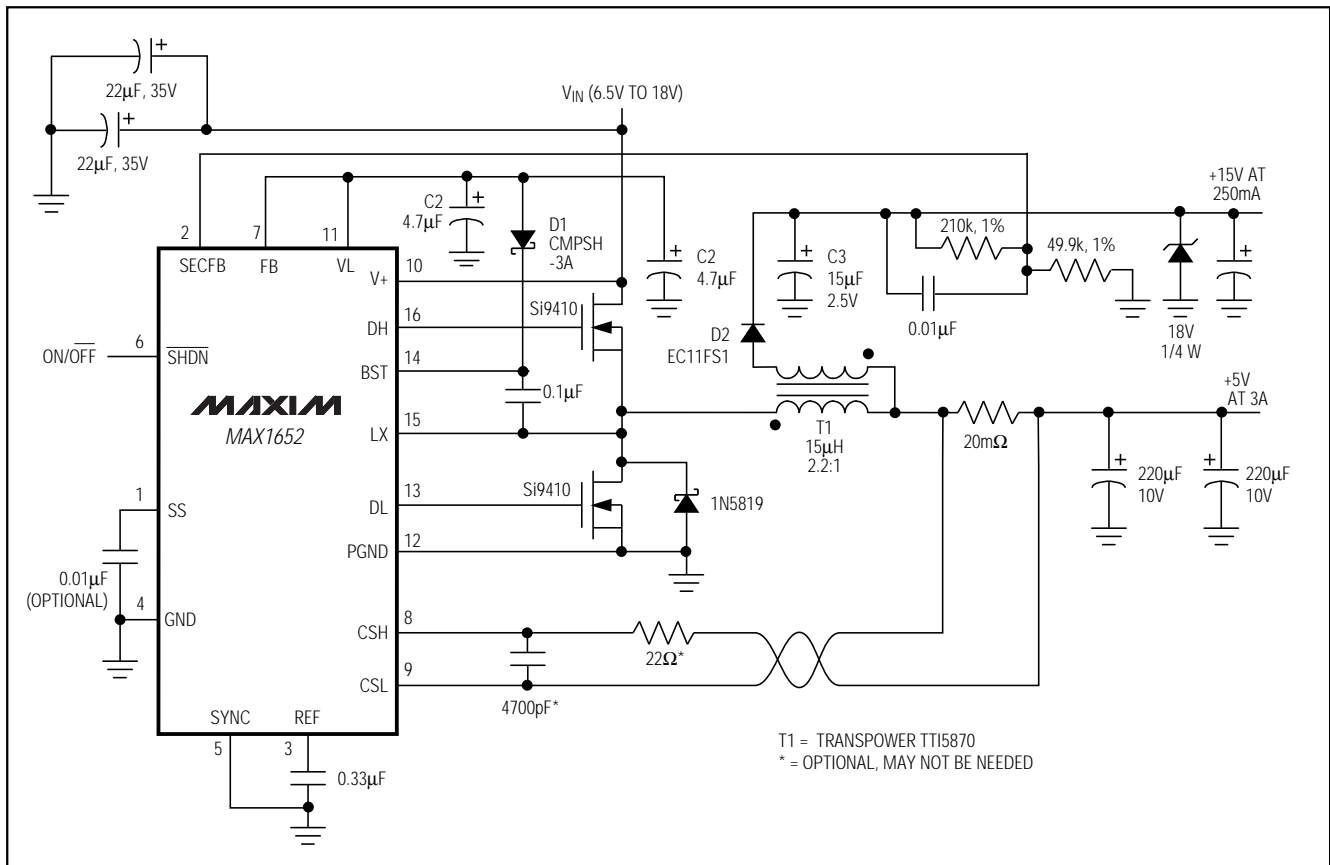 22µF, 35V
22µF, 35V
VIN (6.5V TO 18V)
C2
4.7µF
D1
CMPSH
-3A
C2
4.7µF
+15V AT
250mA
210k, 1%
49.9k, 1%
C3
15µF
2.5V
0.01µF
18V
1/4 W
D2
EC11FS1
2
7
11
SECFB
FB
VL
V+
10
Si9410
DH
16
ON/OFF
6
SHDN
BST
14
0.1µF
MAXIM
MAX1652
LX
15
T1
15µH
2.2:1
20mΩ
+5V
AT 3A
220µF
10V
220µF
10V
Si9410
1N5819
1
SS
DL
13
PGND
12
0.01µF
(OPTIONAL)
4
GND
CSH
8
22Ω*
CSL
9
4700pF*
SYNC
REF
5
3
0.33µF
T1 = TRANSPOWER TTI5870
* = OPTIONAL, MAY NOT BE NEEDED